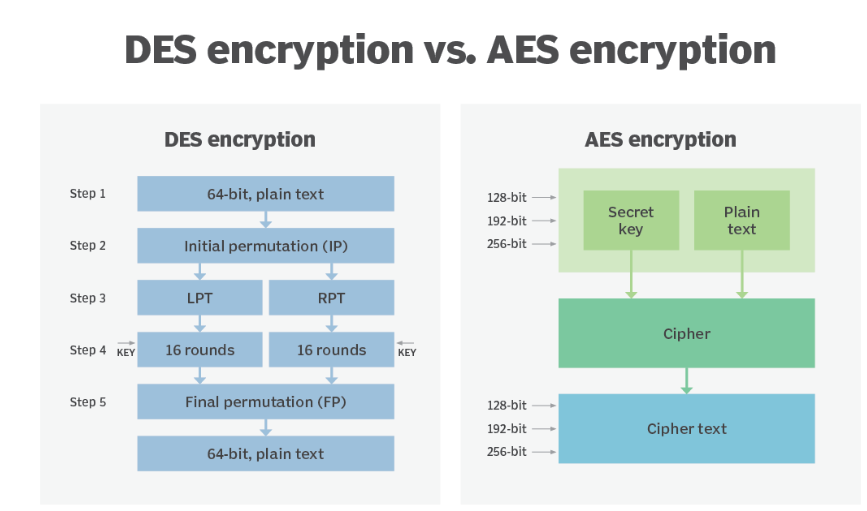 DES encryption vs. AES encryption
DES encryption
Step 1
64-bit, plain text
Step 2
Initial permutation (IP)
Step 3
LPT
RPT
Step 4
KEY
16 rounds
16 rounds
KEY
Step 5
Final permutation (FP)
64-bit, plain text
AES encryption
128-bit
192-bit
256-bit
Secret
key
Plain
text
Cipher
128-bit
192-bit
256-bit
Cipher text